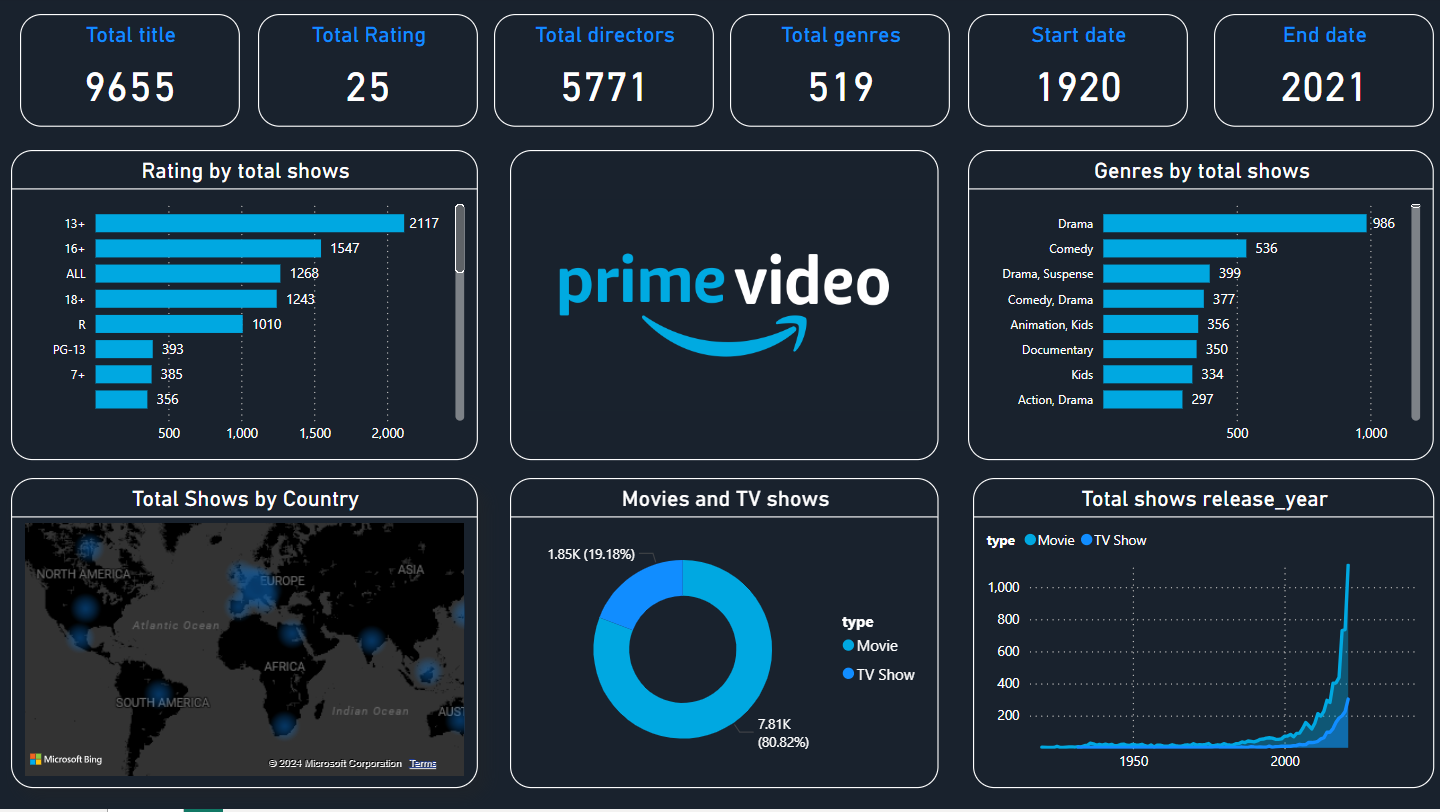 Total title
9655
Total Rating
25
Total directors
5771
Total genres
519
Start date
1920
End date
2021
Rating by total shows
13+ 2117
16+ 1547
ALL 1268
18+ 1243
R 1010
PG-13 393
7+ 385
356
500 1,000 1,500 2,000
prime video
Genres by total shows
Drama 986
Comedy 536
Drama, Suspense 399
Comedy, Drama 377
Animation, Kids 356
Documentary 350
Kids 334
Action, Drama 297
500 1,000
Total Shows by Country
NORTH AMERICA
EUROPE
ASIA
Atlantic Ocean
AFRICA
SOUTH AMERICA
Indian Ocean
AUST
Microsoft Bing
© 2024 Microsoft Corporation Terms
Movies and TV shows
1.85K (19.18%)
7.81K
(80.82%)
type
Movie
TV Show
Total shows release_year
type Movie TV Show
1,000
800
600
400
200
1950 2000